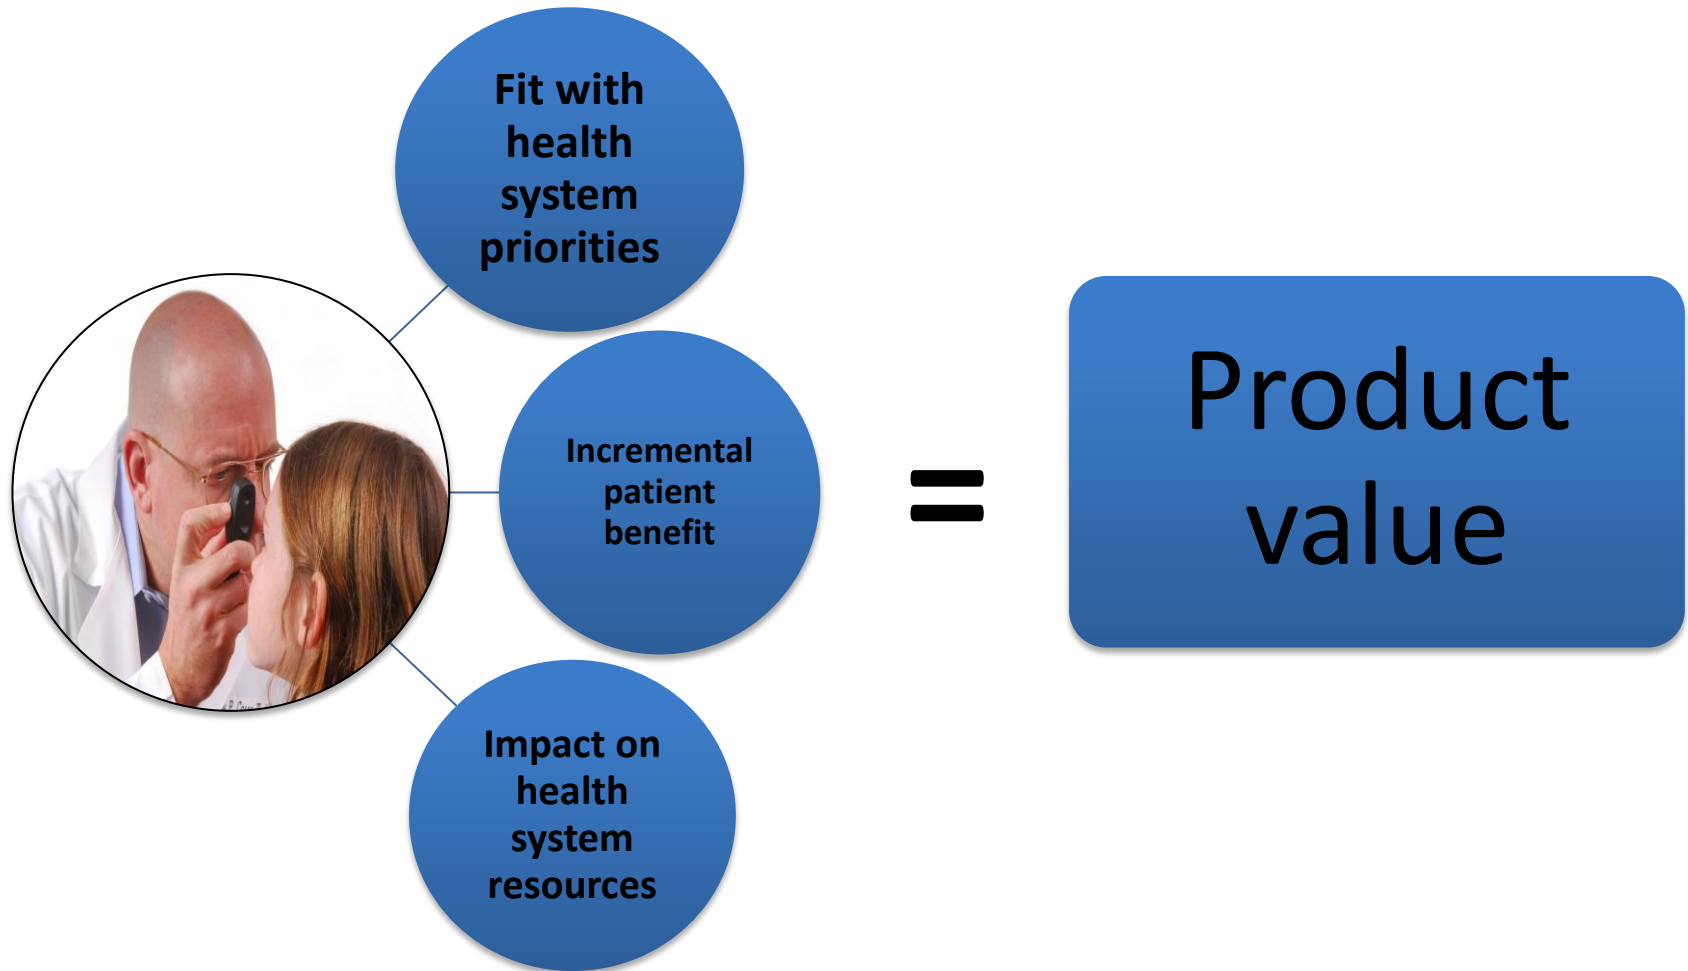 Fit with
health
system
priorities
Incremental
patient
benefit
Impact on
health
system
resources
=
Product
value